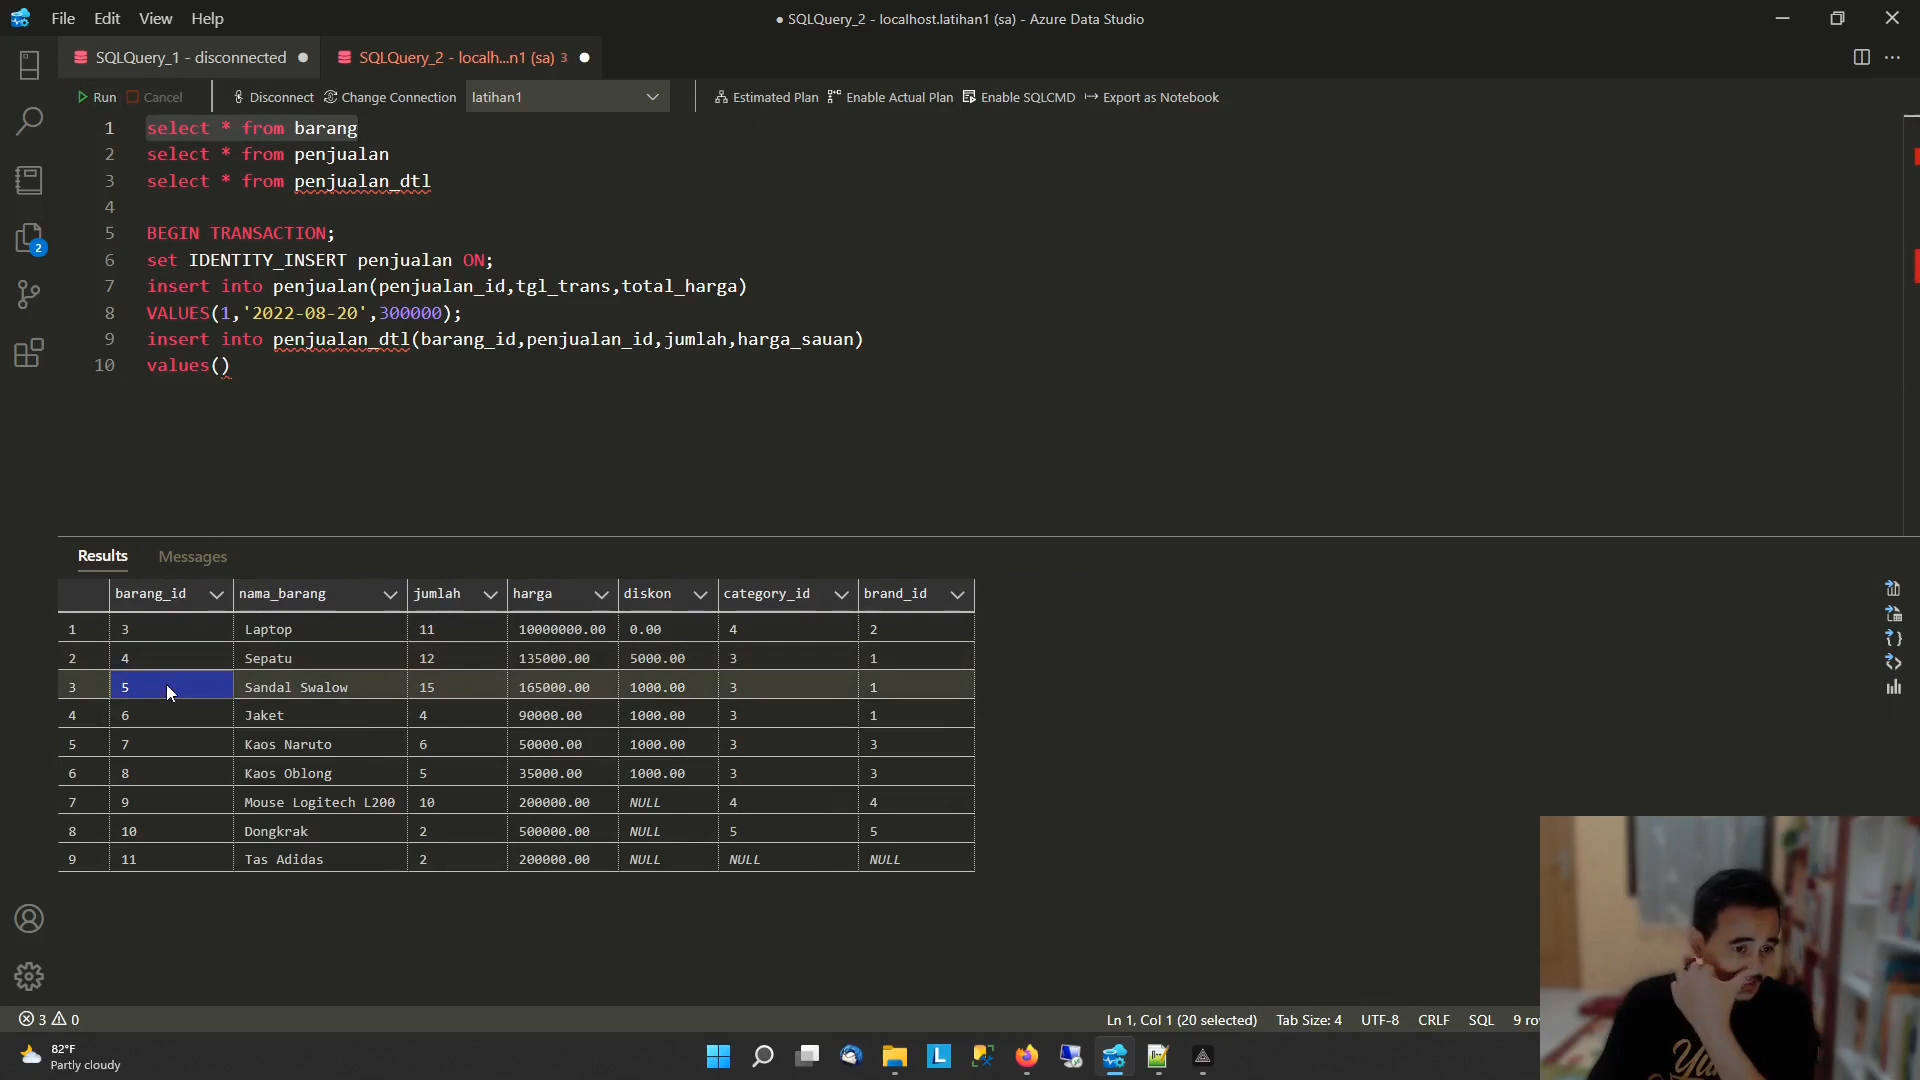 File Edit View Help
● SQLQuery_2 - localhost.latihan1 (sa) - Azure Data Studio
SQLQuery_1 - disconnected ●
SQLQuery_2 - localh...n1 (sa) 3 ●
Run Cancel Disconnect Change Connection latihan1 Estimated Plan Enable Actual Plan Enable SQLCMD Export as Notebook
1 select * from barang
2 select * from penjualan
3 select * from penjualan_dtl
4
5 BEGIN TRANSACTION;
6 set IDENTITY_INSERT penjualan ON;
7 insert into penjualan(penjualan_id,tgl_trans,total_harga)
8 VALUES(1,'2022-08-20',300000);
9 insert into penjualan_dtl(barang_id,penjualan_id,jumlah,harga_sauan)
10 values()
2
Results Messages
barang_id nama_barang jumlah harga diskon category_id brand_id
1 3 Laptop 11 10000000.00 0.00 4 2
2 4 Sepatu 12 135000.00 5000.00 3 1
3 5 Sandal Swalow 15 165000.00 1000.00 3 1
4 6 Jaket 4 90000.00 1000.00 3 1
5 7 Kaos Naruto 6 50000.00 1000.00 3 3
6 8 Kaos Oblong 5 35000.00 1000.00 3 3
7 9 Mouse Logitech L200 10 200000.00 NULL 4 4
8 10 Dongkrak 2 500000.00 NULL 5 5
9 11 Tas Adidas 2 200000.00 NULL NULL NULL
3 0
Ln 1, Col 1 (20 selected) Tab Size: 4 UTF-8 CRLF SQL 9
82°F
Partly cloudy
L